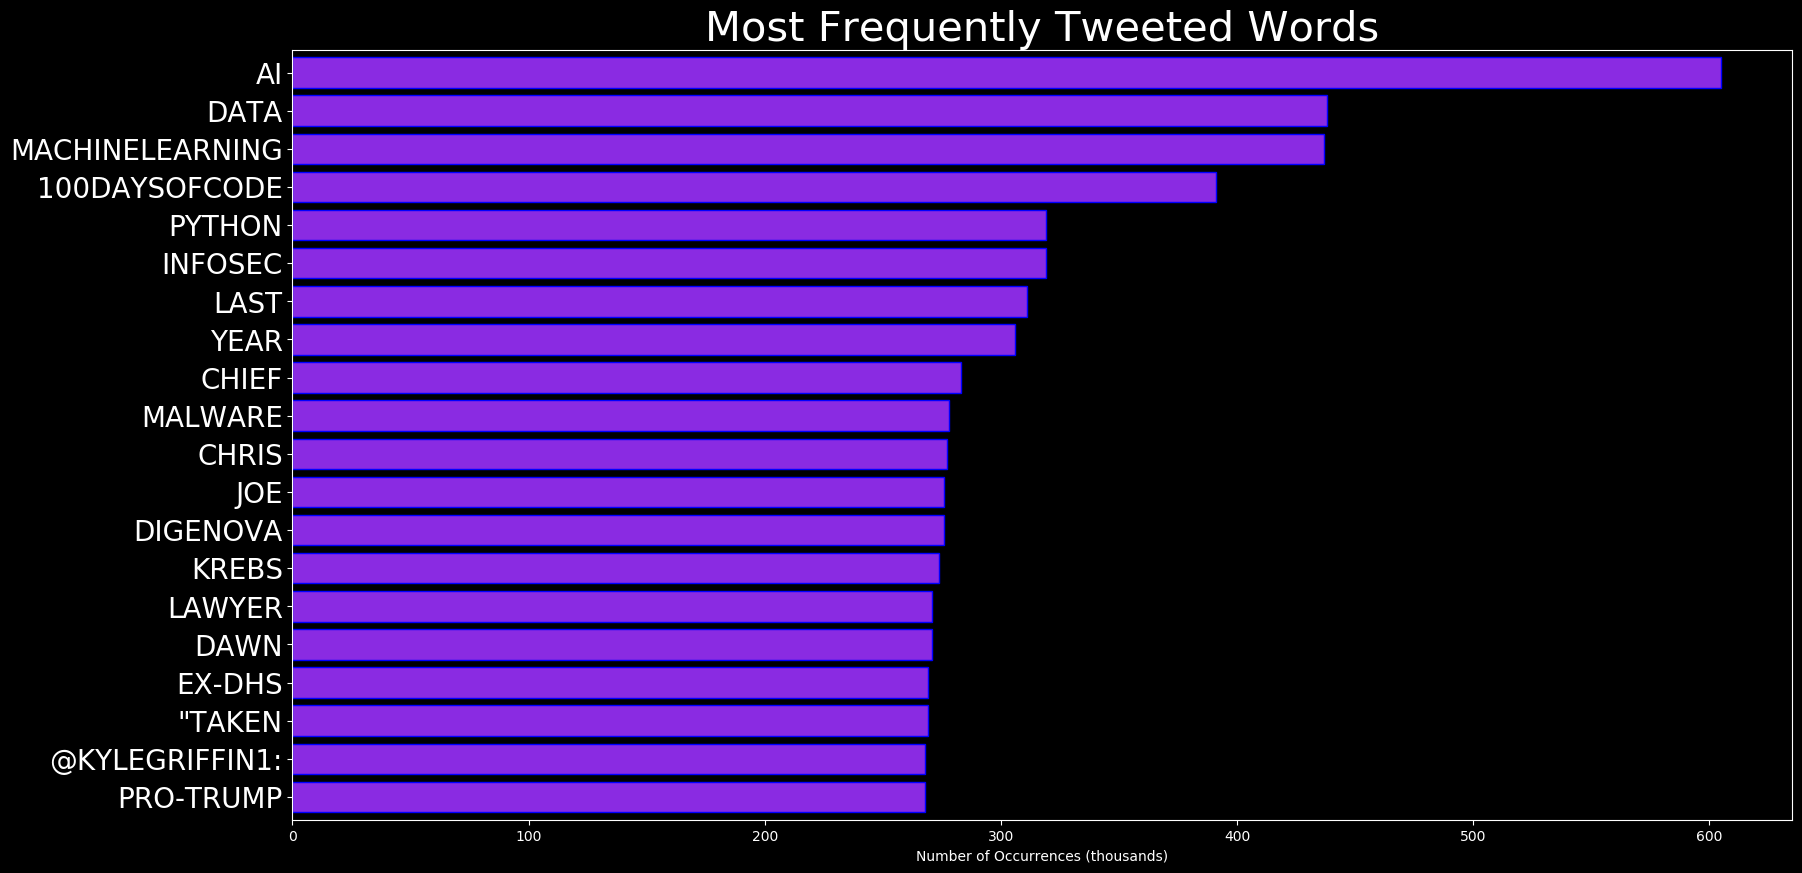 Most Frequently Tweeted Words
AI
DATA
MACHINELEARNING
100DAYSOFCODE
PYTHON
INFOSEC
LAST
YEAR
CHIEF
MALWARE
CHRIS
JOE
DIGENOVA
KREBS
LAWYER
DAWN
EX-DHS
"TAKEN
@KYLEGRIFFIN1:
PRO-TRUMP
0 100 200 300 400 500 600
Number of Occurrences (thousands)